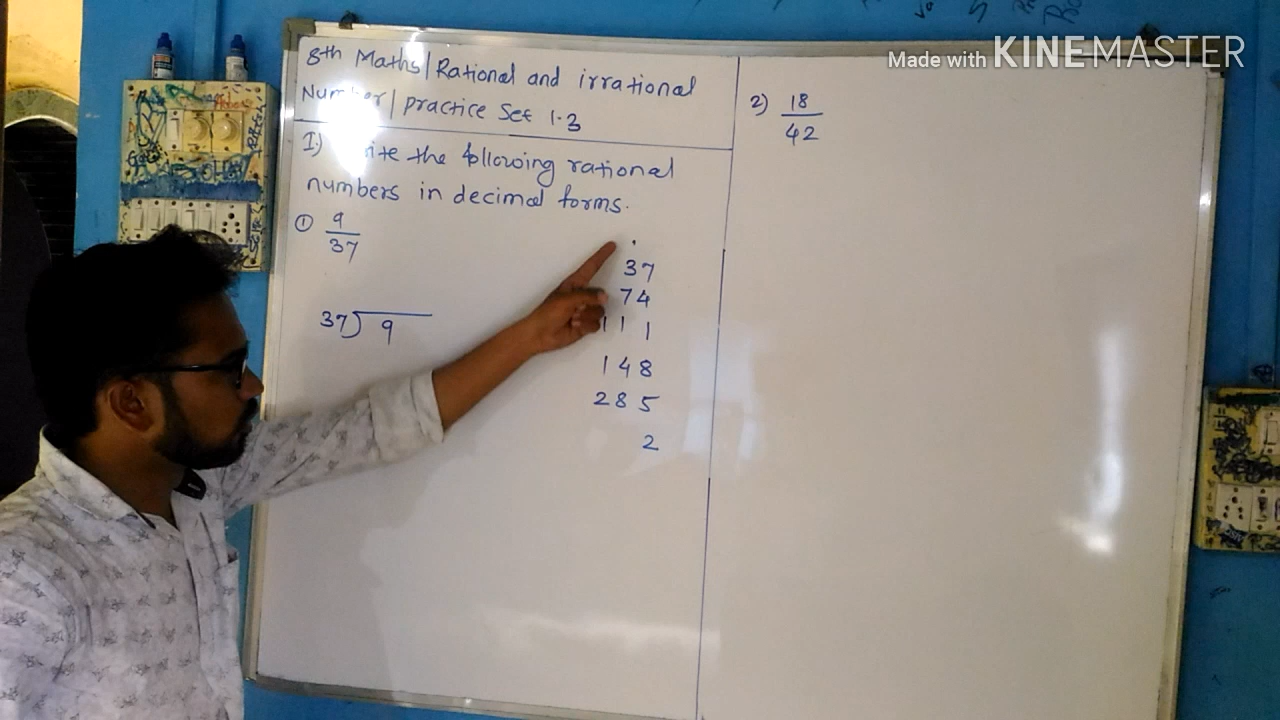 Made with KINEMASTER
8th Maths/Rational and irrational
Number/practice Set 1.3
I.) the following rational
numbers in decimal forms.
① 9/37
37) 9
37
74
111
148
285
2
2) 18/42